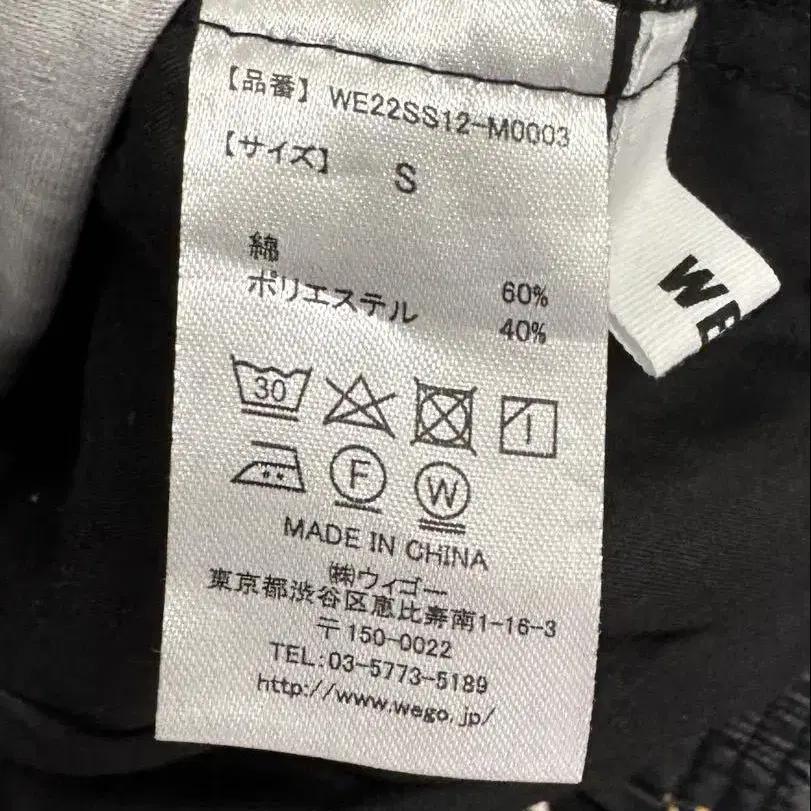 【品番】 WE22SS12-M0003
【サイズ】 S
綿 60%
ポリエステル 40%
30
F
W
MADE IN CHINA
㈱ウィゴー
東京都渋谷区恵比寿南1-16-3
〒150-0022
TEL:03-5773-5189
http://www.wego.jp/
WE